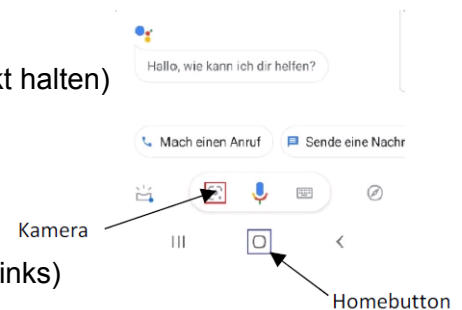 Hallo, wie kann ich dir helfen?
kt halten)
Mach einen Anruf Sende eine Nachr
Kamera
inks)
Homebutton